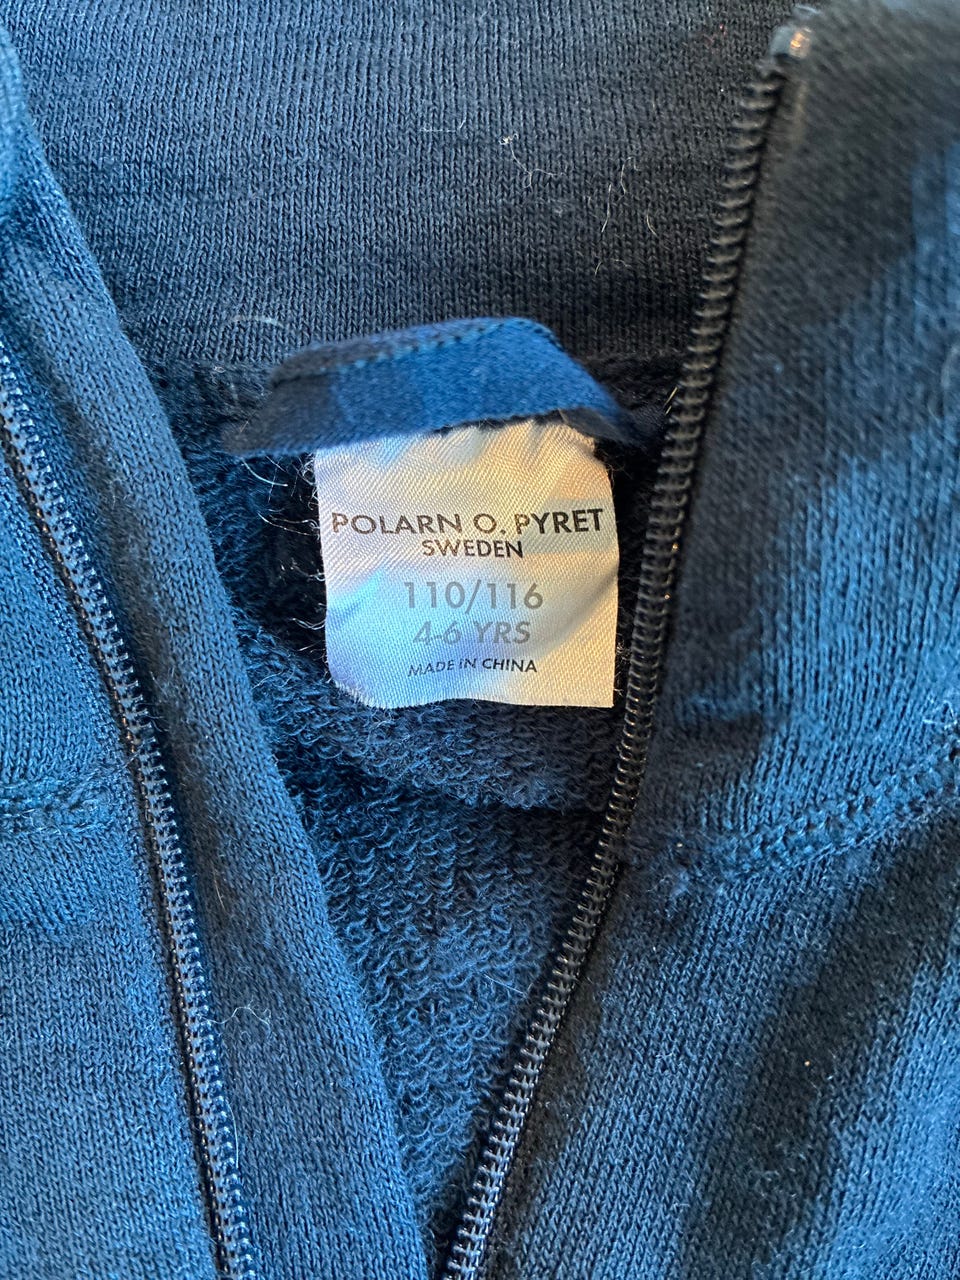 POLARN O. PYRET
SWEDEN
110/116
4-6 YRS
MADE IN CHINA